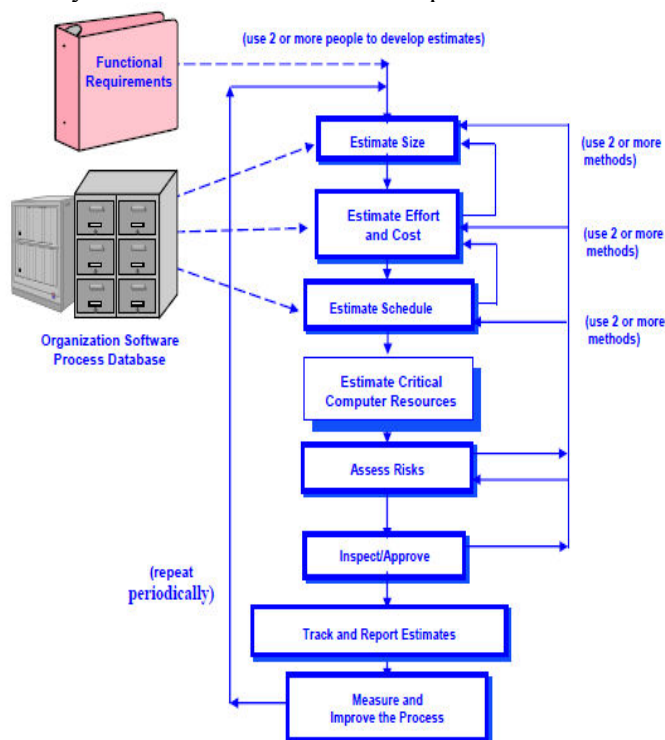 (use 2 or more people to develop estimates)
Functional
Requirements
Estimate Size
(use 2 or more
methods)
Estimate Effort
and Cost
(use 2 or more
methods)
Estimate Schedule
(use 2 or more
methods)
Organization Software
Process Database
Estimate Critical
Computer Resources
Assess Risks
Inspect/Approve
(repeat
periodically)
Track and Report Estimates
Measure and
Improve the Process